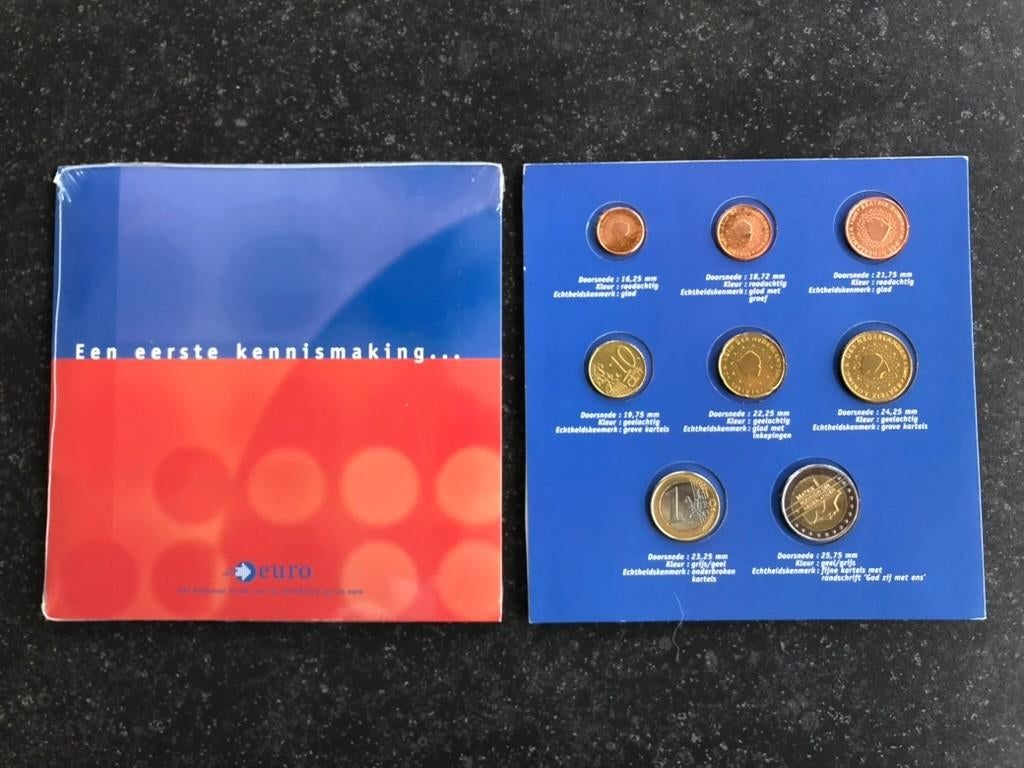 Een eerste kennismaking...
euro
Doorsnede : 16,25 mm
Kleur : roodachtig
Echtheidskenmerk : glad
Doorsnede : 18,72 mm
Kleur : roodachtig
Echtheidskenmerk : glad met
groef
Doorsnede : 21,75 mm
Kleur : roodachtig
Echtheidskenmerk : glad
10
Doorsnede : 19,75 mm
Kleur : geelachtig
Echtheidskenmerk : grove kartels
Doorsnede : 22,25 mm
Kleur : geelachtig
Echtheidskenmerk : glad met
inkepingen
Doorsnede : 24,25 mm
Kleur : geelachtig
Echtheidskenmerk : grove kartels
1
Doorsnede : 23,25 mm
Kleur : grijs/geel
Echtheidskenmerk : onderbroken
kartels
Doorsnede : 25,75 mm
Kleur : geel/grijs
Echtheidskenmerk : fijne kartels met
randschrift 'God zij met ons'